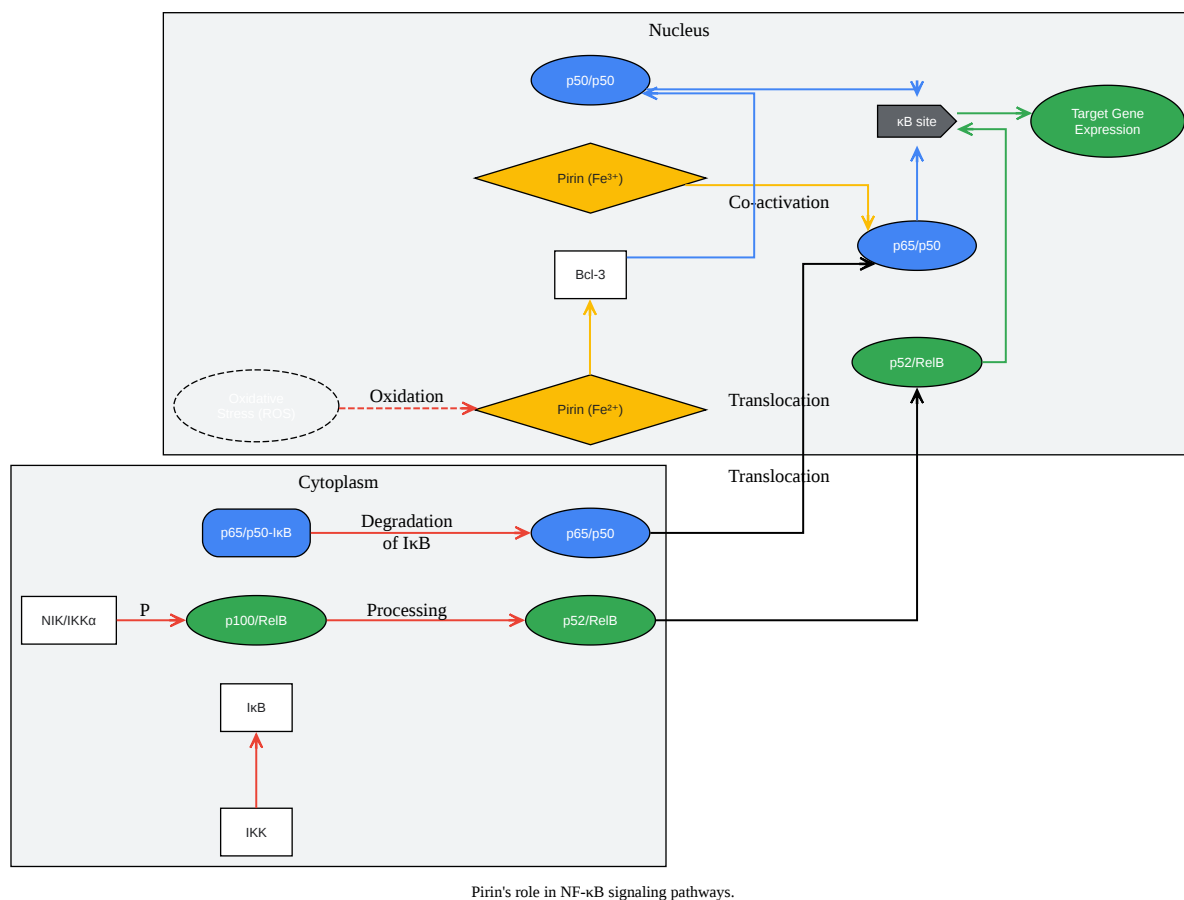 Nucleus
p50/p50
κB site
Target Gene
Expression
Pirin (Fe³⁺)
Co-activation
p65/p50
Bcl-3
p52/RelB
Oxidative
Stress (ROS)
Oxidation
Pirin (Fe²⁺)
Translocation
Translocation
Cytoplasm
p65/p50-IκB
Degradation
of IκB
p65/p50
NIK/IKKα
P
p100/RelB
Processing
p52/RelB
IκB
IKK
Pirin's role in NF-κB signaling pathways.